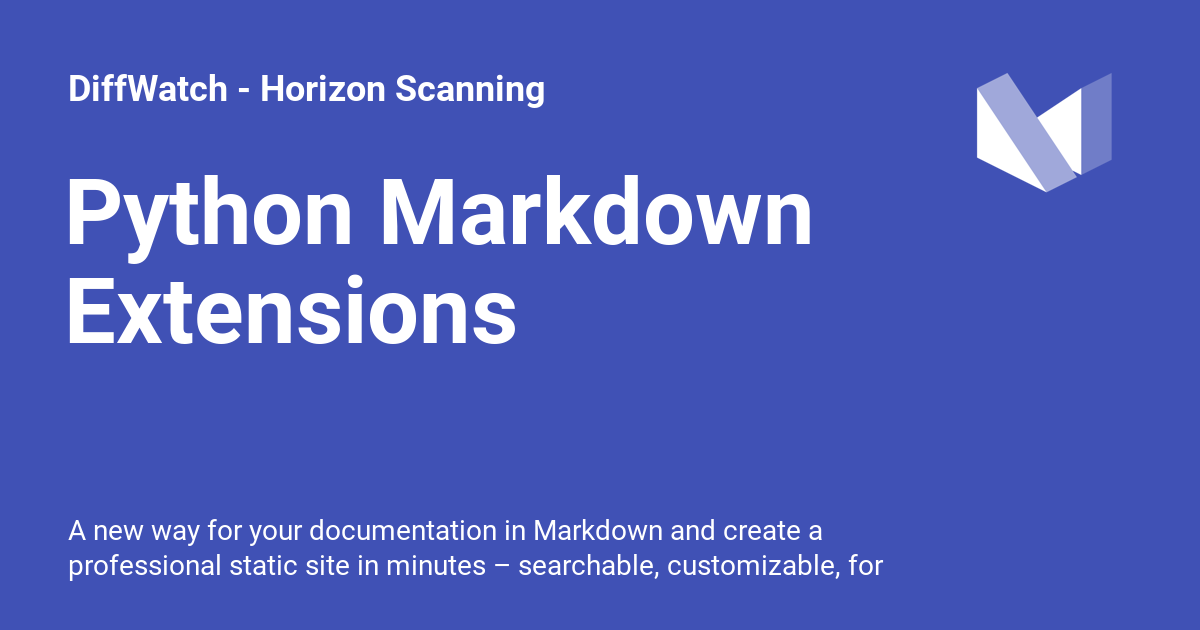 DiffWatch - Horizon Scanning
Python Markdown
Extensions
A new way for your documentation in Markdown and create a
professional static site in minutes – searchable, customizable, for